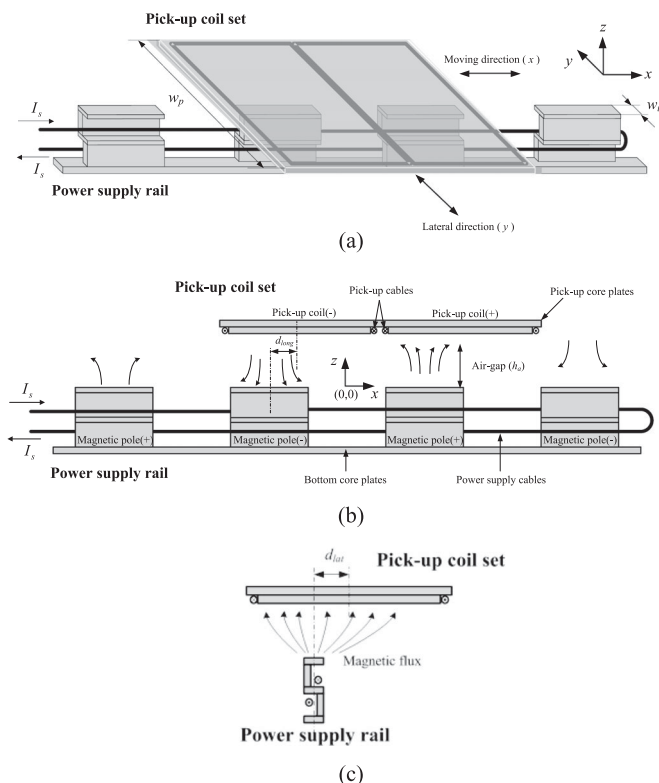 Pick-up coil set
w_p
Moving direction ( x )
z
y
x
w_t
I_s
I_s
Power supply rail
Lateral direction ( y )
(a)
Pick-up coil set
Pick-up cables
Pick-up core plates
Pick-up coil(-)
Pick-up coil(+)
d_long
z
Air-gap (h_a)
(0,0)
x
I_s
I_s
Magnetic pole(+)
Magnetic pole(-)
Magnetic pole(+)
Magnetic pole(-)
Power supply rail
Bottom core plates
Power supply cables
(b)
d_lat
Pick-up coil set
Magnetic flux
Power supply rail
(c)